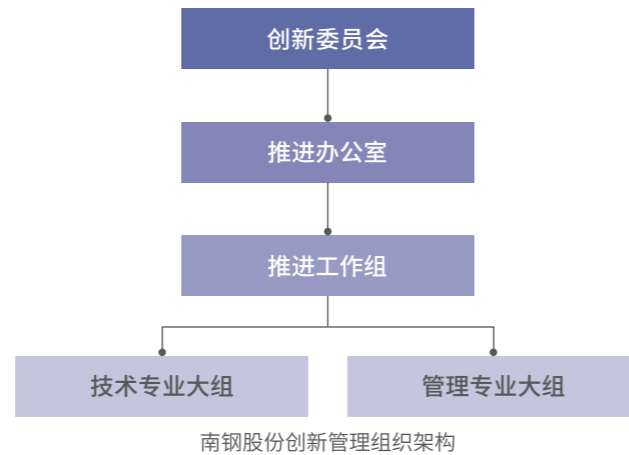 创新委员会
推进办公室
推进工作组
技术专业大组
管理专业大组
南钢股份创新管理组织架构